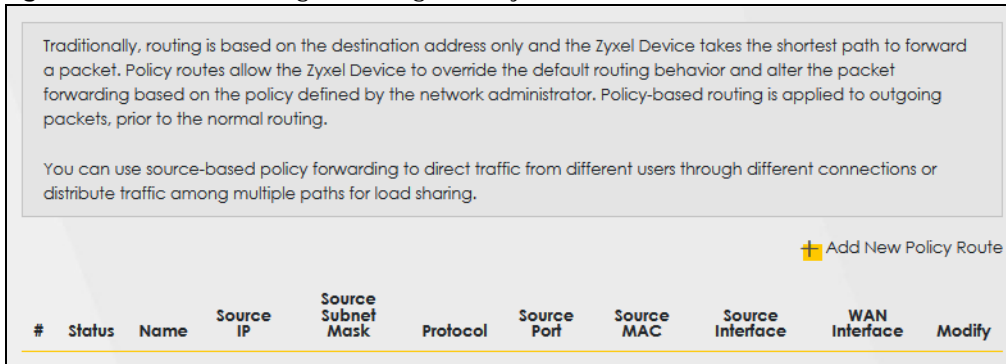 Traditionally, routing is based on the destination address only and the Zyxel Device takes the shortest path to forward
a packet. Policy routes allow the Zyxel Device to override the default routing behavior and alter the packet
forwarding based on the policy defined by the network administrator. Policy-based routing is applied to outgoing
packets, prior to the normal routing.
You can use source-based policy forwarding to direct traffic from different users through different connections or
distribute traffic among multiple paths for load sharing.
+ Add New Policy Route
# Status Name Source IP Source Subnet Mask Protocol Source Port Source MAC Source Interface WAN Interface Modify